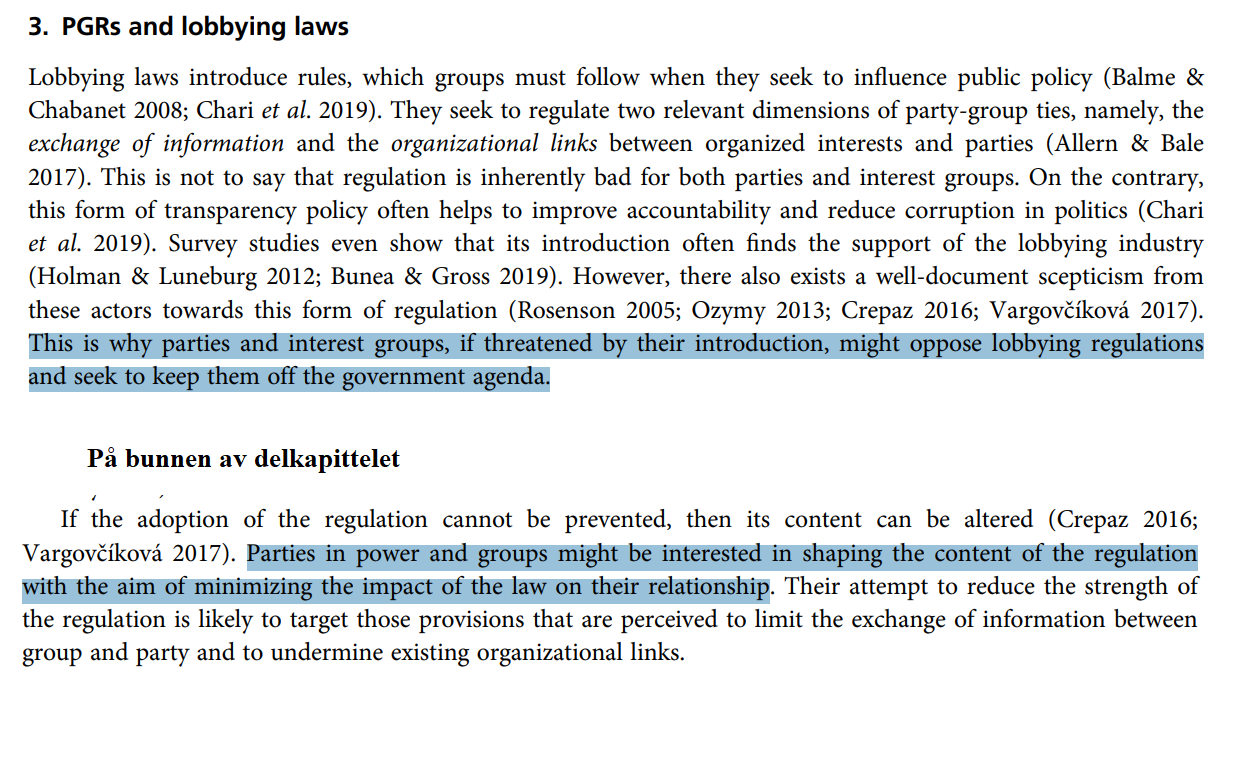 3. PGRs and lobbying laws
Lobbying laws introduce rules, which groups must follow when they seek to influence public policy (Balme &
Chabanet 2008; Chari et al. 2019). They seek to regulate two relevant dimensions of party-group ties, namely, the
exchange of information and the organizational links between organized interests and parties (Allern & Bale
2017). This is not to say that regulation is inherently bad for both parties and interest groups. On the contrary,
this form of transparency policy often helps to improve accountability and reduce corruption in politics (Chari
et al. 2019). Survey studies even show that its introduction often finds the support of the lobbying industry
(Holman & Luneburg 2012; Bunea & Gross 2019). However, there also exists a well-document scepticism from
these actors towards this form of regulation (Rosenson 2005; Ozymy 2013; Crepaz 2016; Vargovčíková 2017).
This is why parties and interest groups, if threatened by their introduction, might oppose lobbying regulations
and seek to keep them off the government agenda.
På bunnen av delkapittelet
If the adoption of the regulation cannot be prevented, then its content can be altered (Crepaz 2016;
Vargovčíková 2017). Parties in power and groups might be interested in shaping the content of the regulation
with the aim of minimizing the impact of the law on their relationship. Their attempt to reduce the strength of
the regulation is likely to target those provisions that are perceived to limit the exchange of information between
group and party and to undermine existing organizational links.